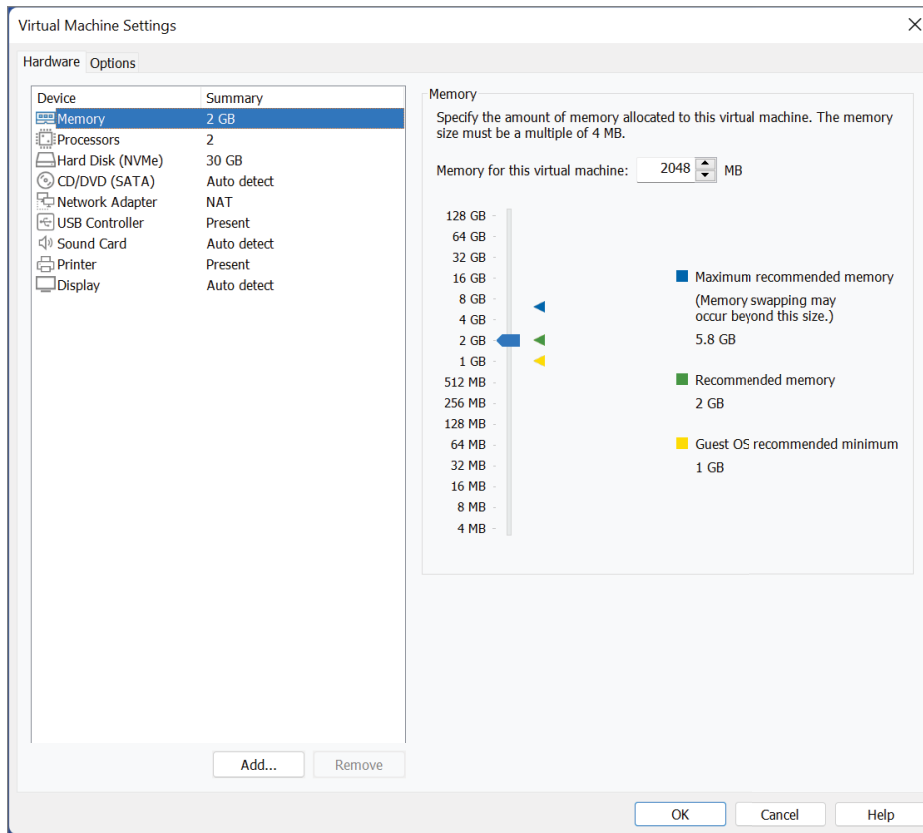 Virtual Machine Settings
Hardware Options
Device Summary
Memory 2 GB
Processors 2
Hard Disk (NVMe) 30 GB
CD/DVD (SATA) Auto detect
Network Adapter NAT
USB Controller Present
Sound Card Auto detect
Printer Present
Display Auto detect
Add...
Remove
Memory
Specify the amount of memory allocated to this virtual machine. The memory
size must be a multiple of 4 MB.
Memory for this virtual machine: 2048 MB
128 GB
64 GB
32 GB
16 GB
8 GB
4 GB
2 GB
1 GB
512 MB
256 MB
128 MB
64 MB
32 MB
16 MB
8 MB
4 MB
Maximum recommended memory
(Memory swapping may
occur beyond this size.)
5.8 GB
Recommended memory
2 GB
Guest OS recommended minimum
1 GB
OK
Cancel
Help